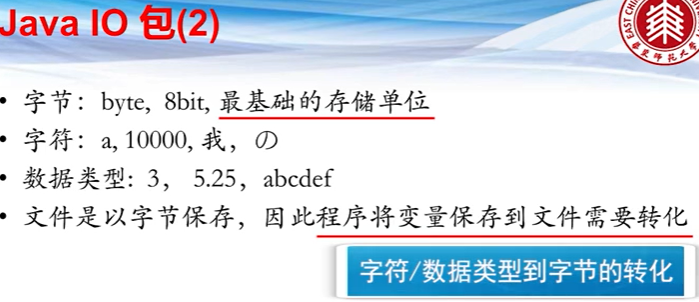 Java IO 包(2)
• 字节：byte, 8bit, 最基础的存储单位
• 字符：a, 10000, 我，の
• 数据类型: 3， 5.25，abcdef
• 文件是以字节保存，因此程序将变量保存到文件需要转化
字符/数据类型到字节的转化